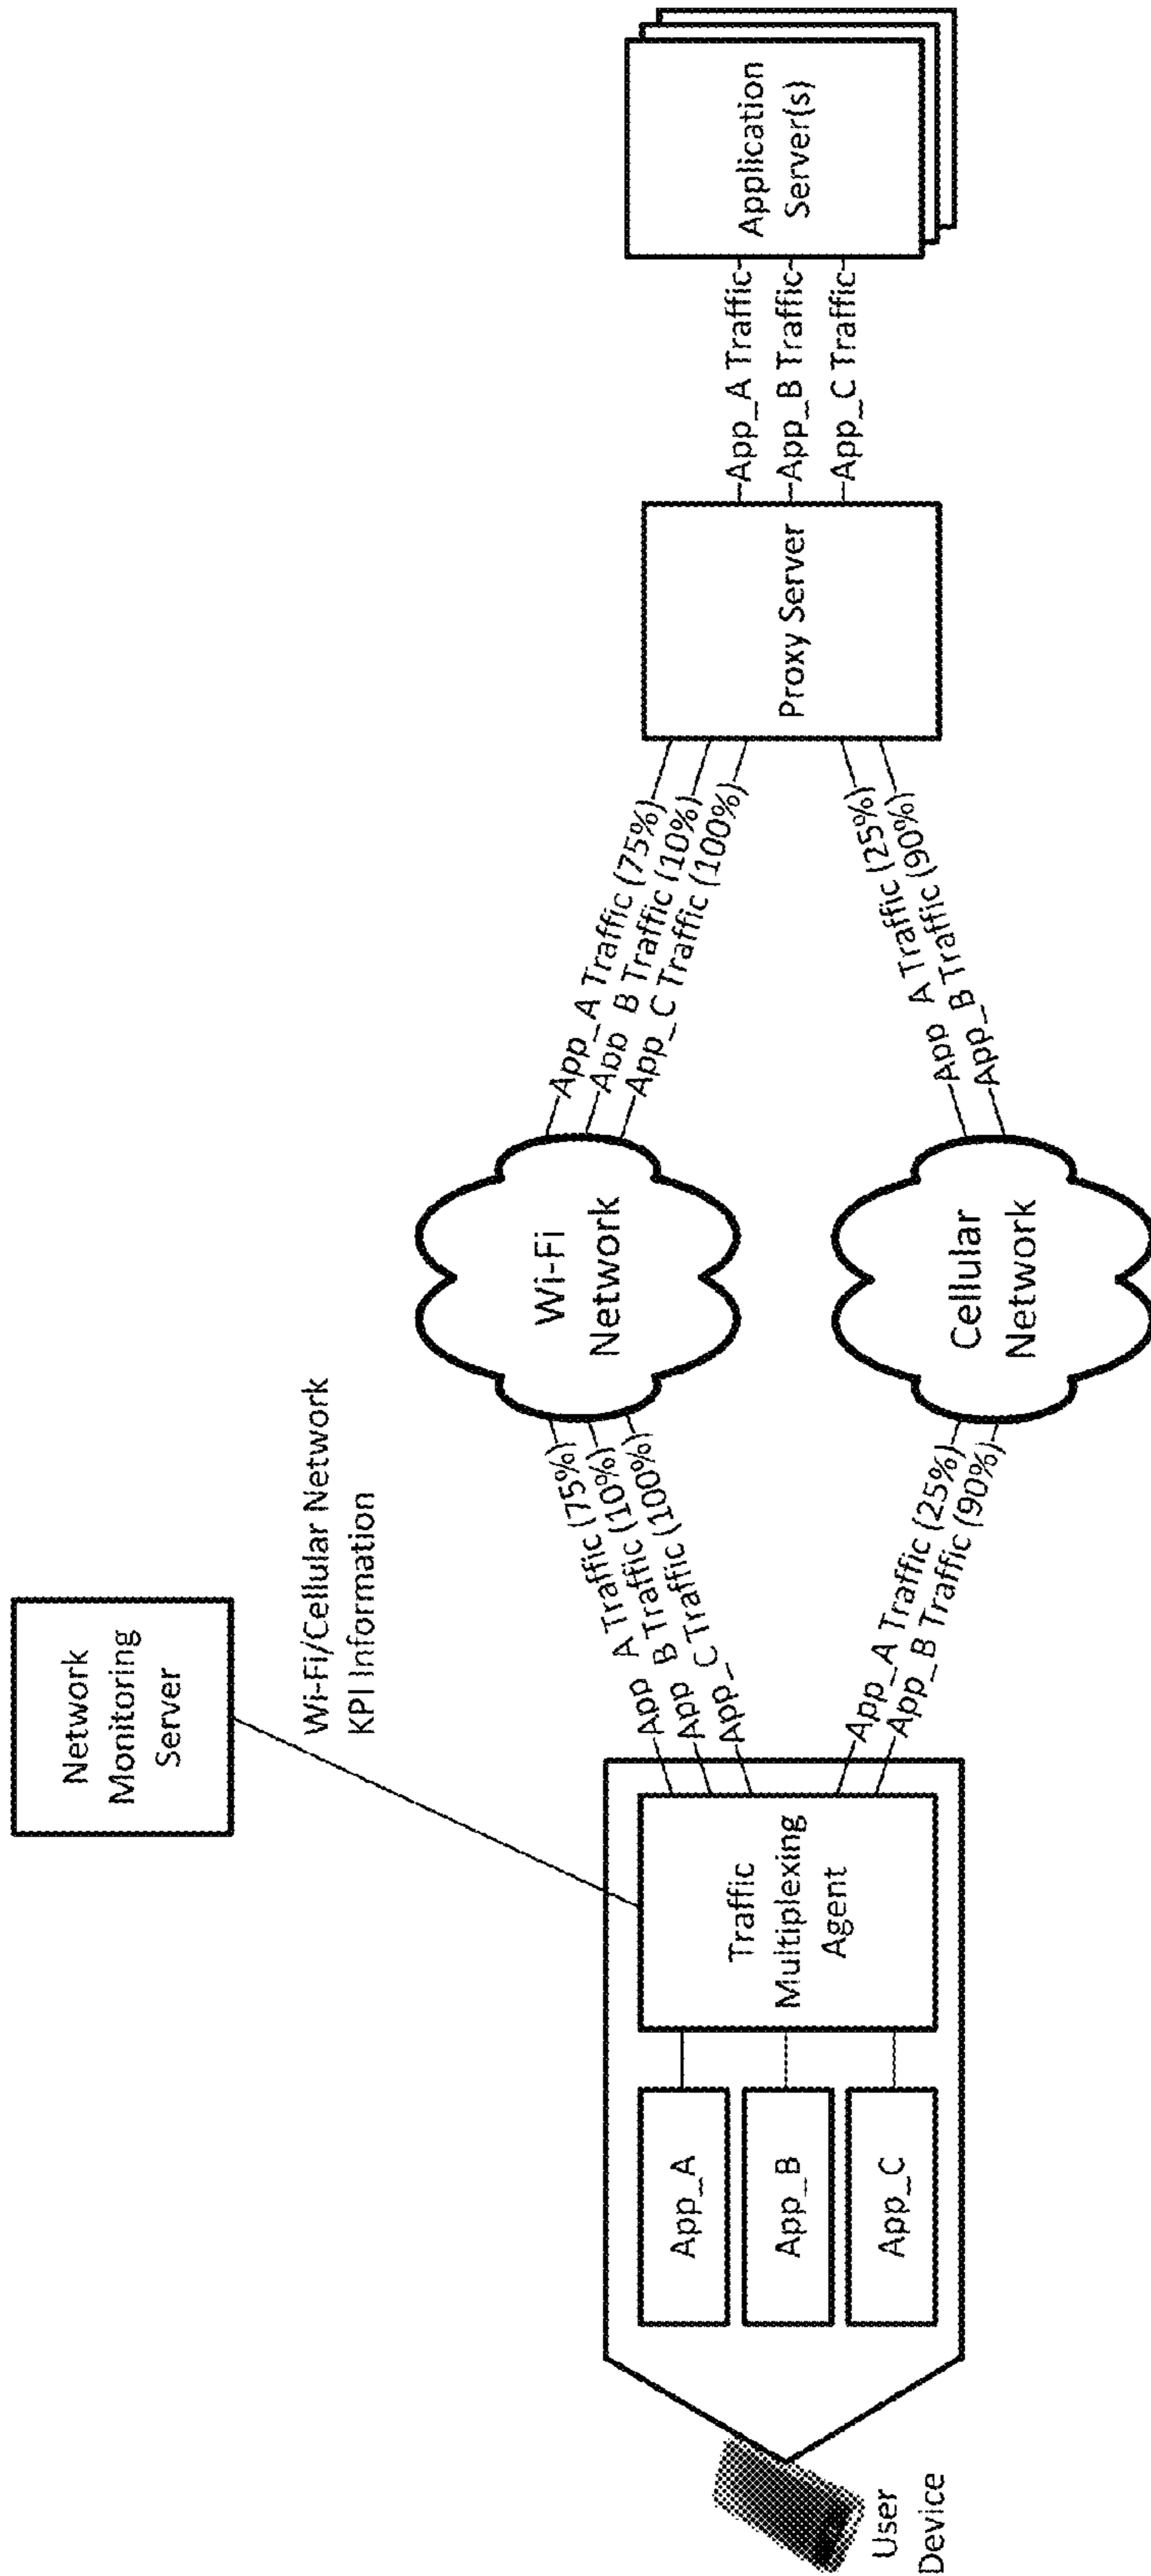 Network
Monitoring
Server
Wi-Fi/Cellular Network
KPI Information
User
Device
App_A
App_B
App_C
Traffic
Multiplexing
Agent
App_A Traffic (75%)
App_B Traffic (10%)
App_C Traffic (100%)
App_A Traffic (25%)
App_B Traffic (90%)
Wi-Fi
Network
Cellular
Network
App_A Traffic (75%)
App_B Traffic (10%)
App_C Traffic (100%)
App_A Traffic (25%)
App_B Traffic (90%)
Proxy Server
App_A Traffic
App_B Traffic
App_C Traffic
Application
Server(s)